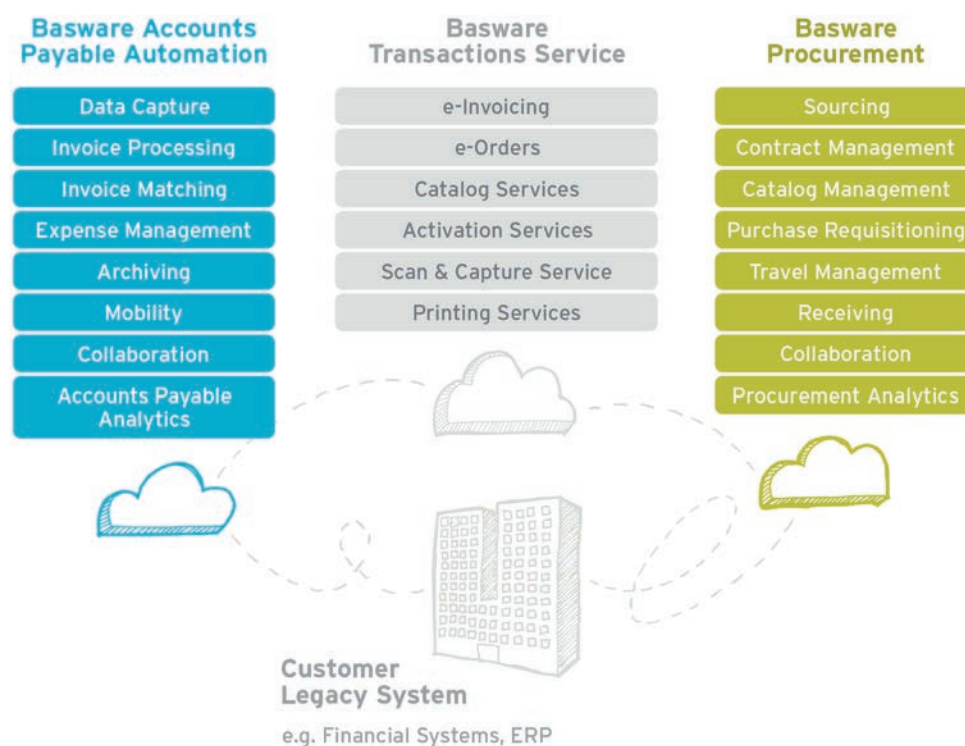 Basware Accounts
Payable Automation
Data Capture
Invoice Processing
Invoice Matching
Expense Management
Archiving
Mobility
Collaboration
Accounts Payable
Analytics
Basware
Transactions Service
e-Invoicing
e-Orders
Catalog Services
Activation Services
Scan & Capture Service
Printing Services
Basware
Procurement
Sourcing
Contract Management
Catalog Management
Purchase Requisitioning
Travel Management
Receiving
Collaboration
Procurement Analytics
Customer
Legacy System
e.g. Financial Systems, ERP